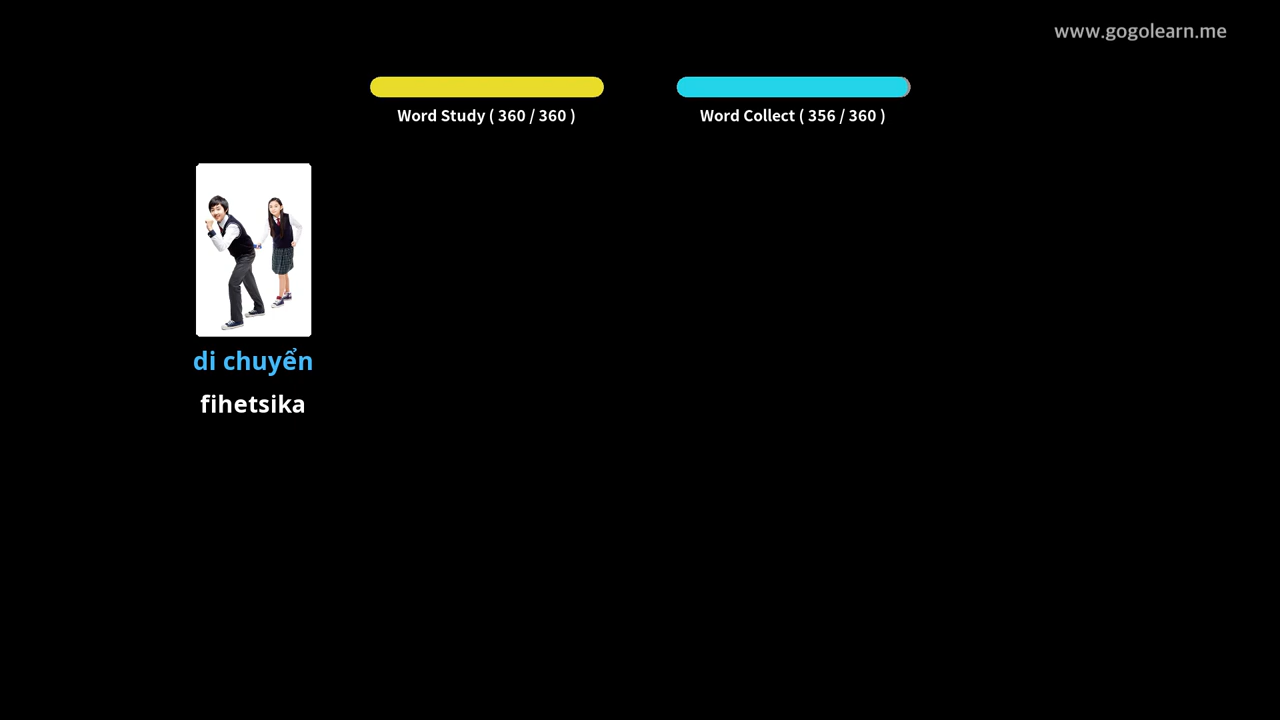 www.gogolearn.me
Word Study ( 360 / 360 )
Word Collect ( 356 / 360 )
di chuyển
fihetsika